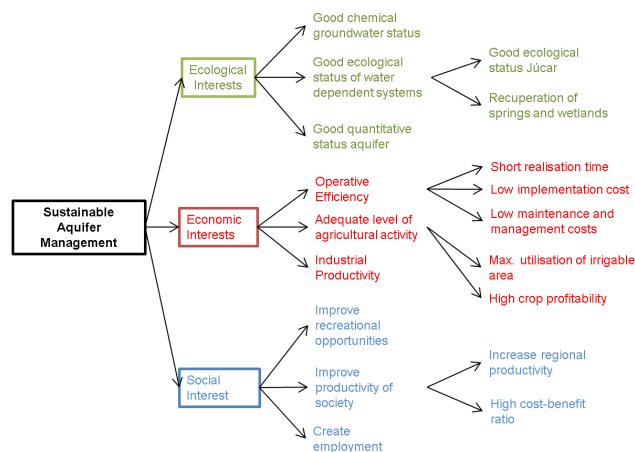 Sustainable
Aquifer
Management
Ecological
Interests
Good chemical
groundwater status
Good ecological
status of water
dependent systems
Good ecological
status Júcar
Recuperation of
springs and wetlands
Good quantitative
status aquifer
Economic
Interests
Operative
Efficiency
Short realisation time
Low implementation cost
Low maintenance and
management costs
Adequate level of
agricultural activity
Max. utilisation of irrigable
area
High crop profitability
Industrial
Productivity
Social
Interest
Improve
recreational
opportunities
Improve
productivity of
society
Increase regional
productivity
High cost-benefit
ratio
Create
employment